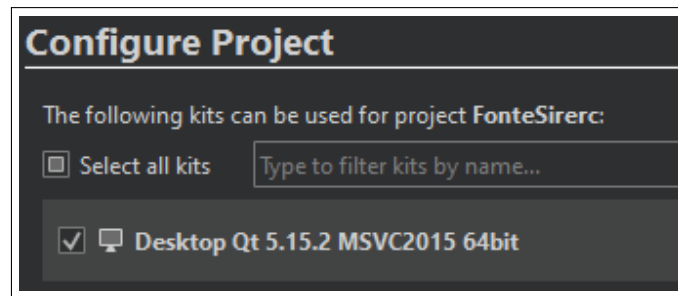 Configure Project
The following kits can be used for project FonteSirerc:
Select all kits
Type to filter kits by name...
Desktop Qt 5.15.2 MSVC2015 64bit